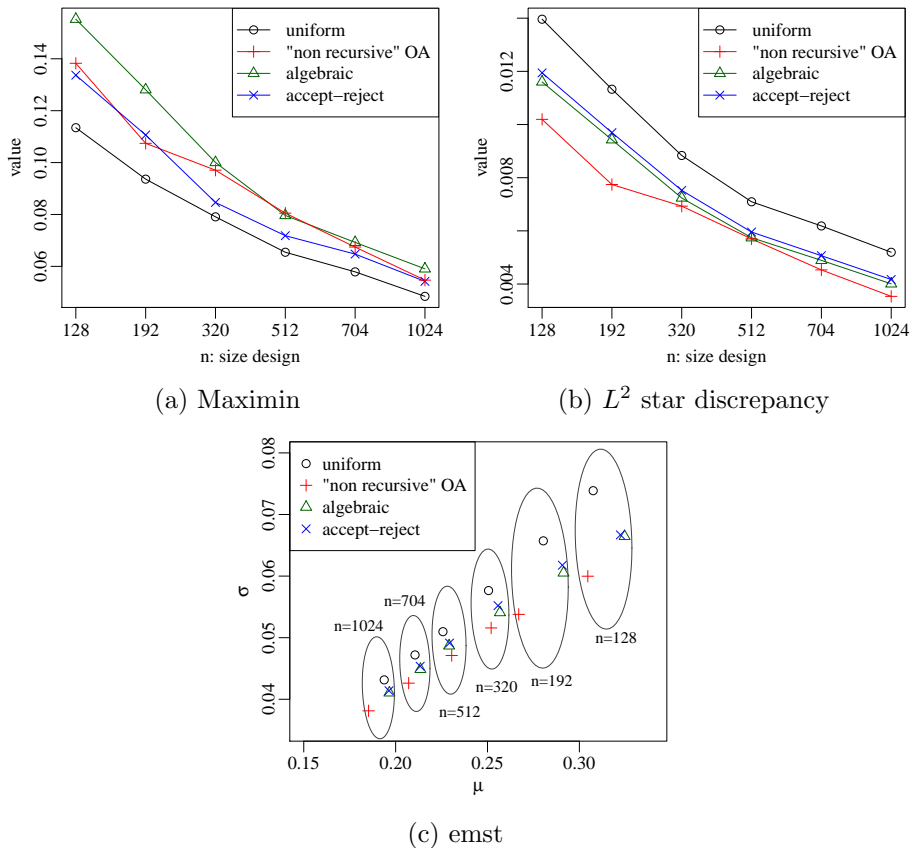 uniform
"non recursive" OA
algebraic
accept−reject
value
0.14
0.12
0.10
0.08
0.06
128 192 320 512 704 1024
n: size design
(a) Maximin
uniform
"non recursive" OA
algebraic
accept−reject
value
0.012
0.008
0.004
128 192 320 512 704 1024
n: size design
(b) L² star discrepancy
uniform
"non recursive" OA
algebraic
accept−reject
σ
0.08
0.07
0.06
0.05
0.04
n=704
n=1024
n=128
n=192
n=320
n=512
0.15 0.20 0.25 0.30
μ
(c) emst